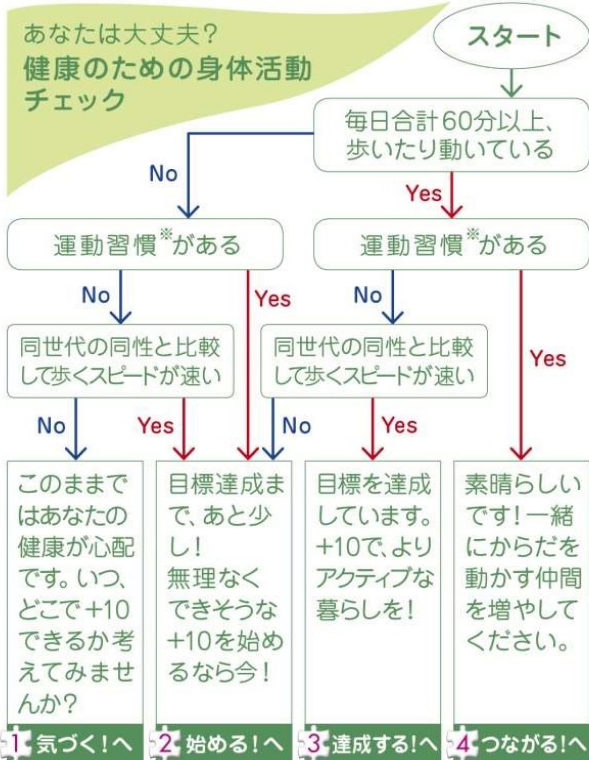 あなたは大丈夫?
健康のための身体活動
チェック
スタート
毎日合計60分以上、
歩いたり動いている
No
Yes
運動習慣※がある
運動習慣※がある
No
Yes
No
Yes
同世代の同性と比較
して歩くスピードが速い
同世代の同性と比較
して歩くスピードが速い
No
Yes
No
Yes
このままで
はあなたの
健康が心配
です。いつ、
どこで+10
できるか考
えてみませ
んか?
目標達成ま
で、あと少
し!
無理なく
できそうな
+10を始め
るなら今!
目標を達成
しています。
+10で、より
アクティブな
暮らしを!
素晴らしい
です!一緒
にからだを
動かす仲間
を増やして
ください。
1 気づく!へ
2 始める!へ
3 達成する!へ
4 つながる!へ